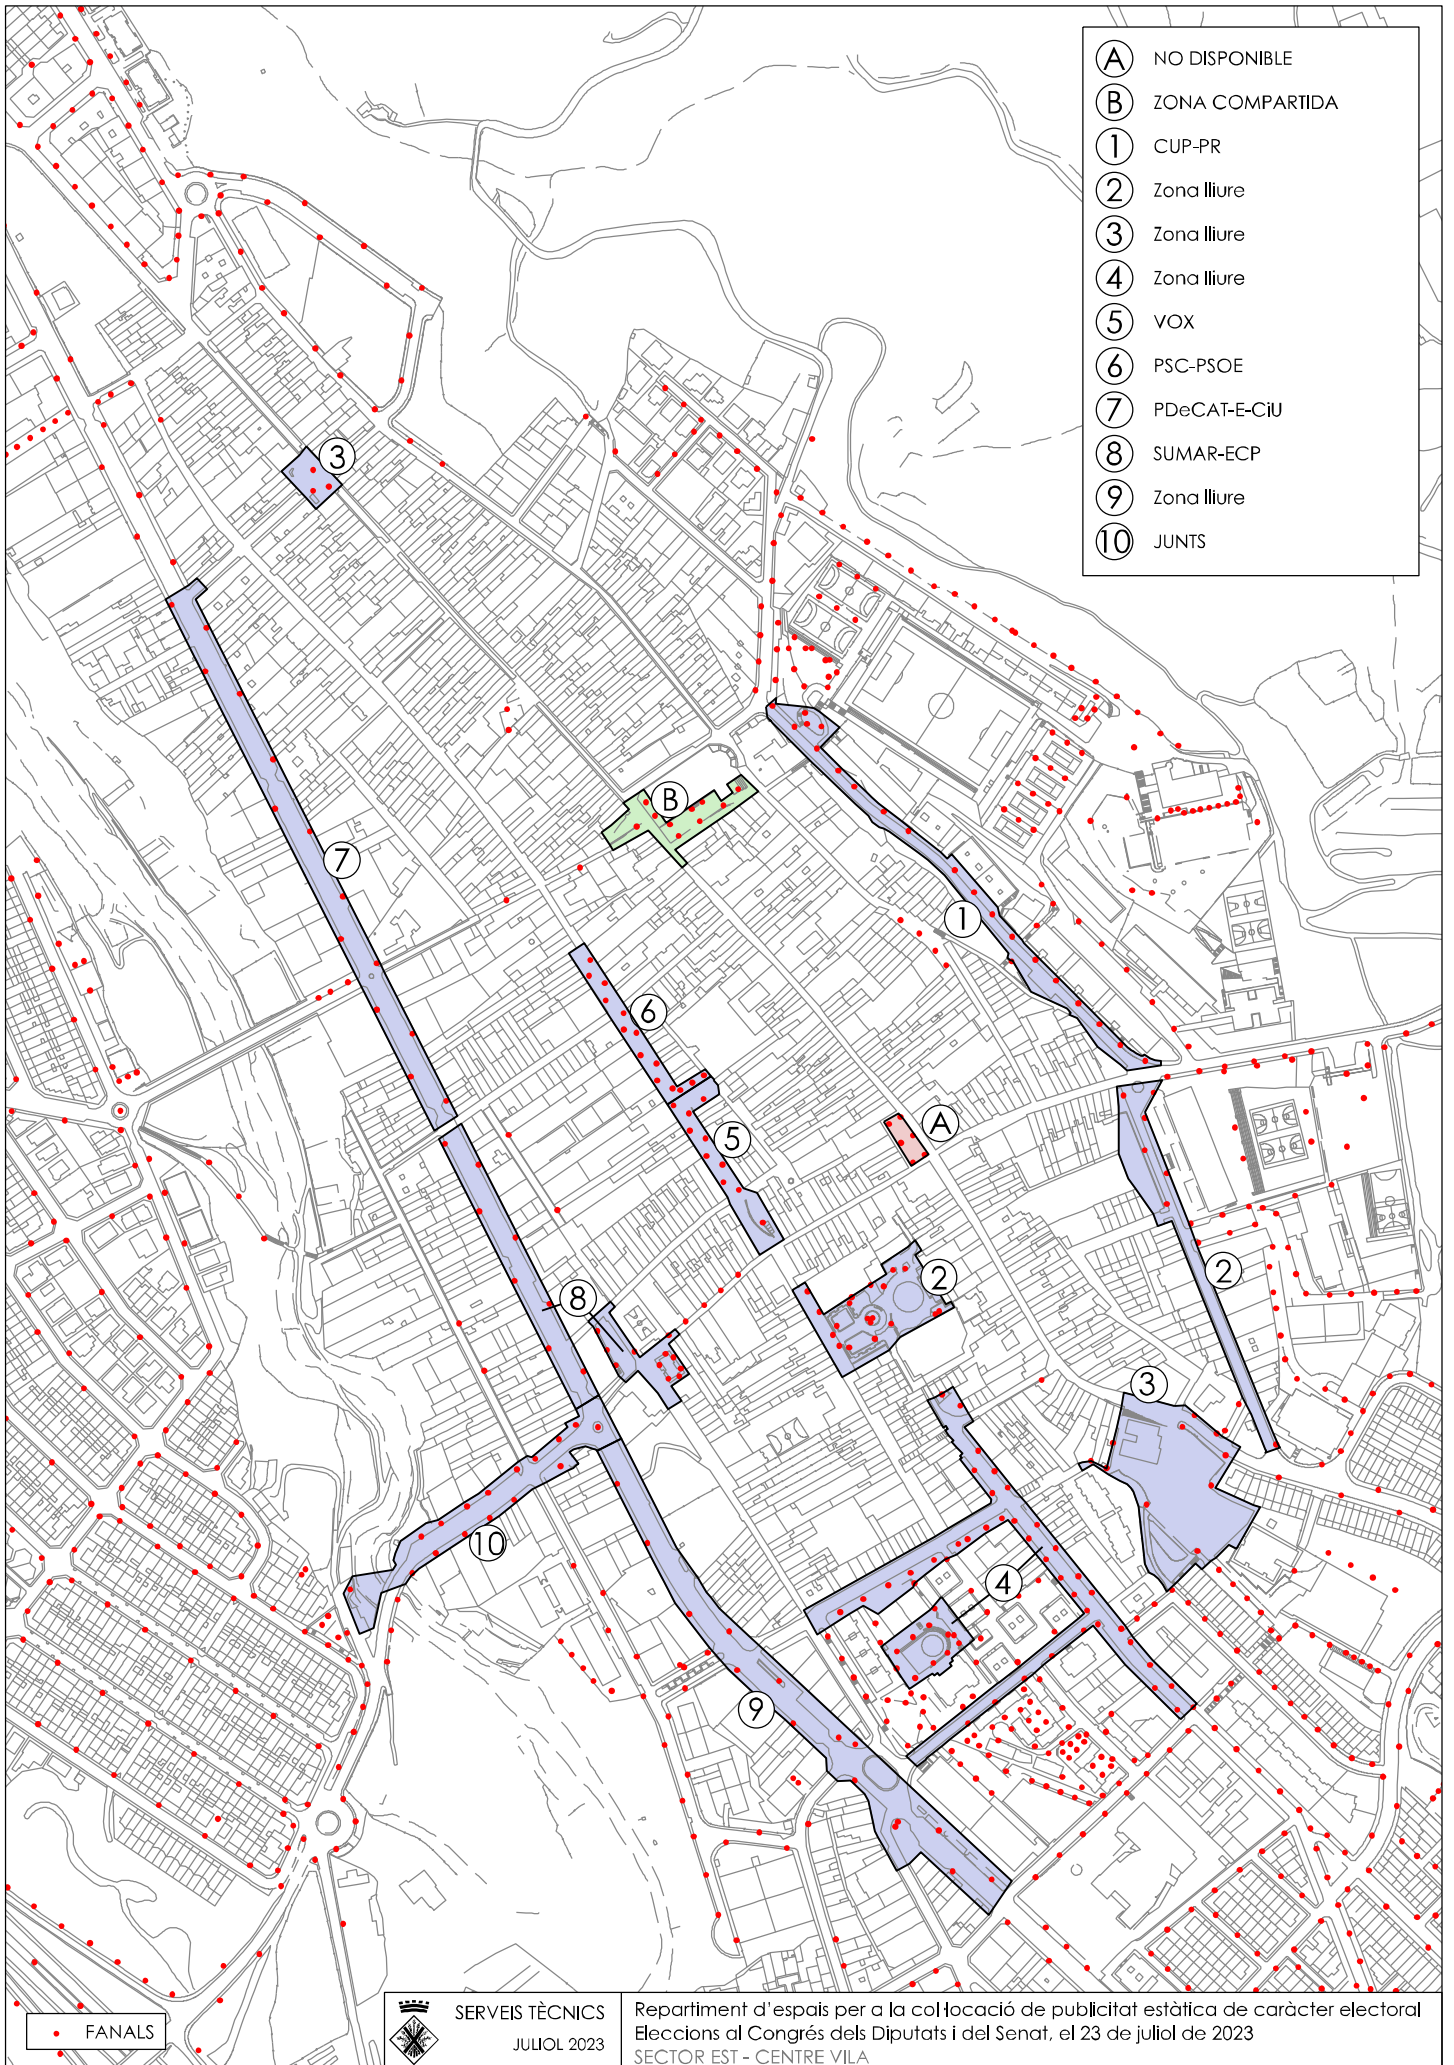 A NO DISPONIBLE
B ZONA COMPARTIDA
1 CUP-PR
2 Zona lliure
3 Zona lliure
4 Zona lliure
5 VOX
6 PSC-PSOE
7 PDeCAT-E-CiU
8 SUMAR-ECP
9 Zona lliure
10 JUNTS
3
B
7
1
6
A
5
2
2
8
3
10
4
9
FANALS
SERVEIS TÈCNICS
JULIOL 2023
Repartiment d'espais per a la col·locació de publicitat estàtica de caràcter electoral
Eleccions al Congrés dels Diputats i del Senat, el 23 de juliol de 2023
SECTOR EST - CENTRE VILA